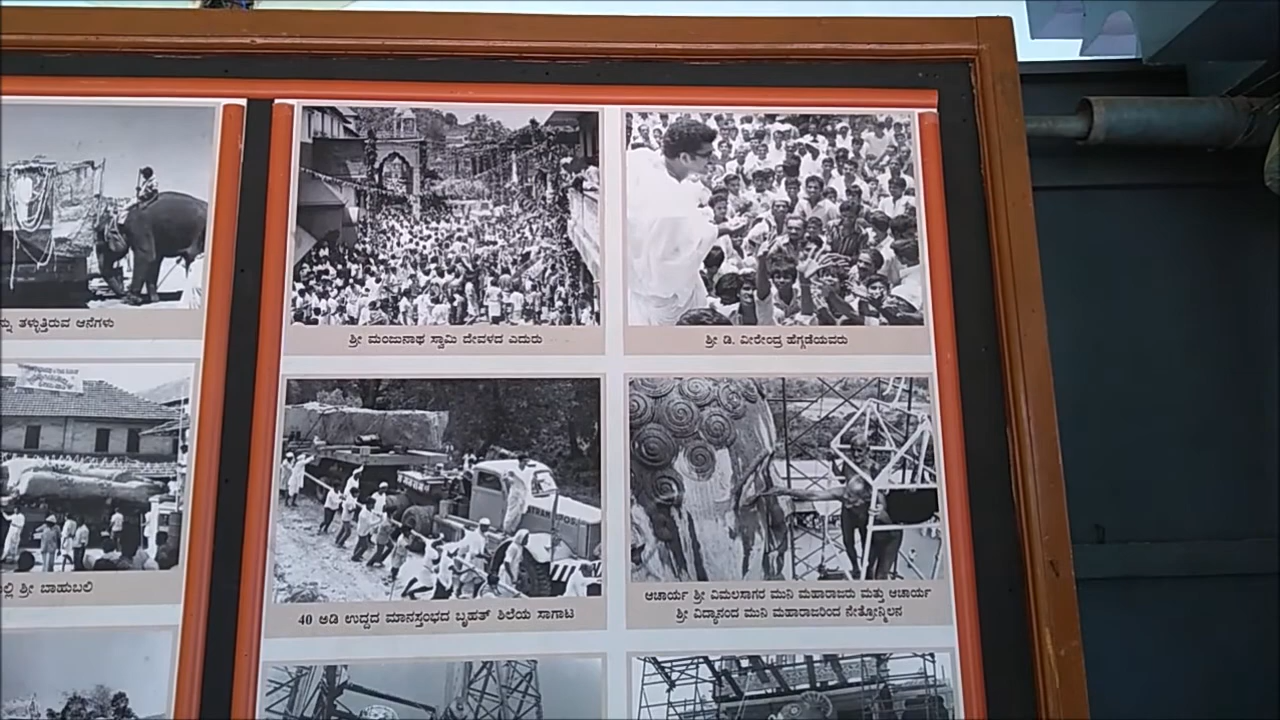 ತಳ್ಳುತ್ತಿರುವ ಆನೆಗಳು
ಶ್ರೀ ಮಂಜುನಾಥ ಸ್ವಾಮಿ ದೇವಳದ ಎದುರು
ಶ್ರೀ ಡಿ. ವೀರೇಂದ್ರ ಹೆಗ್ಗಡೆಯವರು
ಶ್ರೀ ಬಾಹುಬಲಿ
40 ಅಡಿ ಉದ್ದದ ಮಾನಸ್ತಂಭದ ಬೃಹತ್ ಶಿಲೆಯ ಸಾಗಾಟ
ಆಚಾರ್ಯ ಶ್ರೀ ವಿಮಲಸಾಗರ ಮುನಿ ಮಹಾರಾಜರು ಮತ್ತು ಆಚಾರ್ಯ
ಶ್ರೀ ವಿದ್ಯಾನಂದ ಮುನಿ ಮಹಾರಾಜರಿಂದ ನೇತ್ರೋನ್ಮಿಲನ